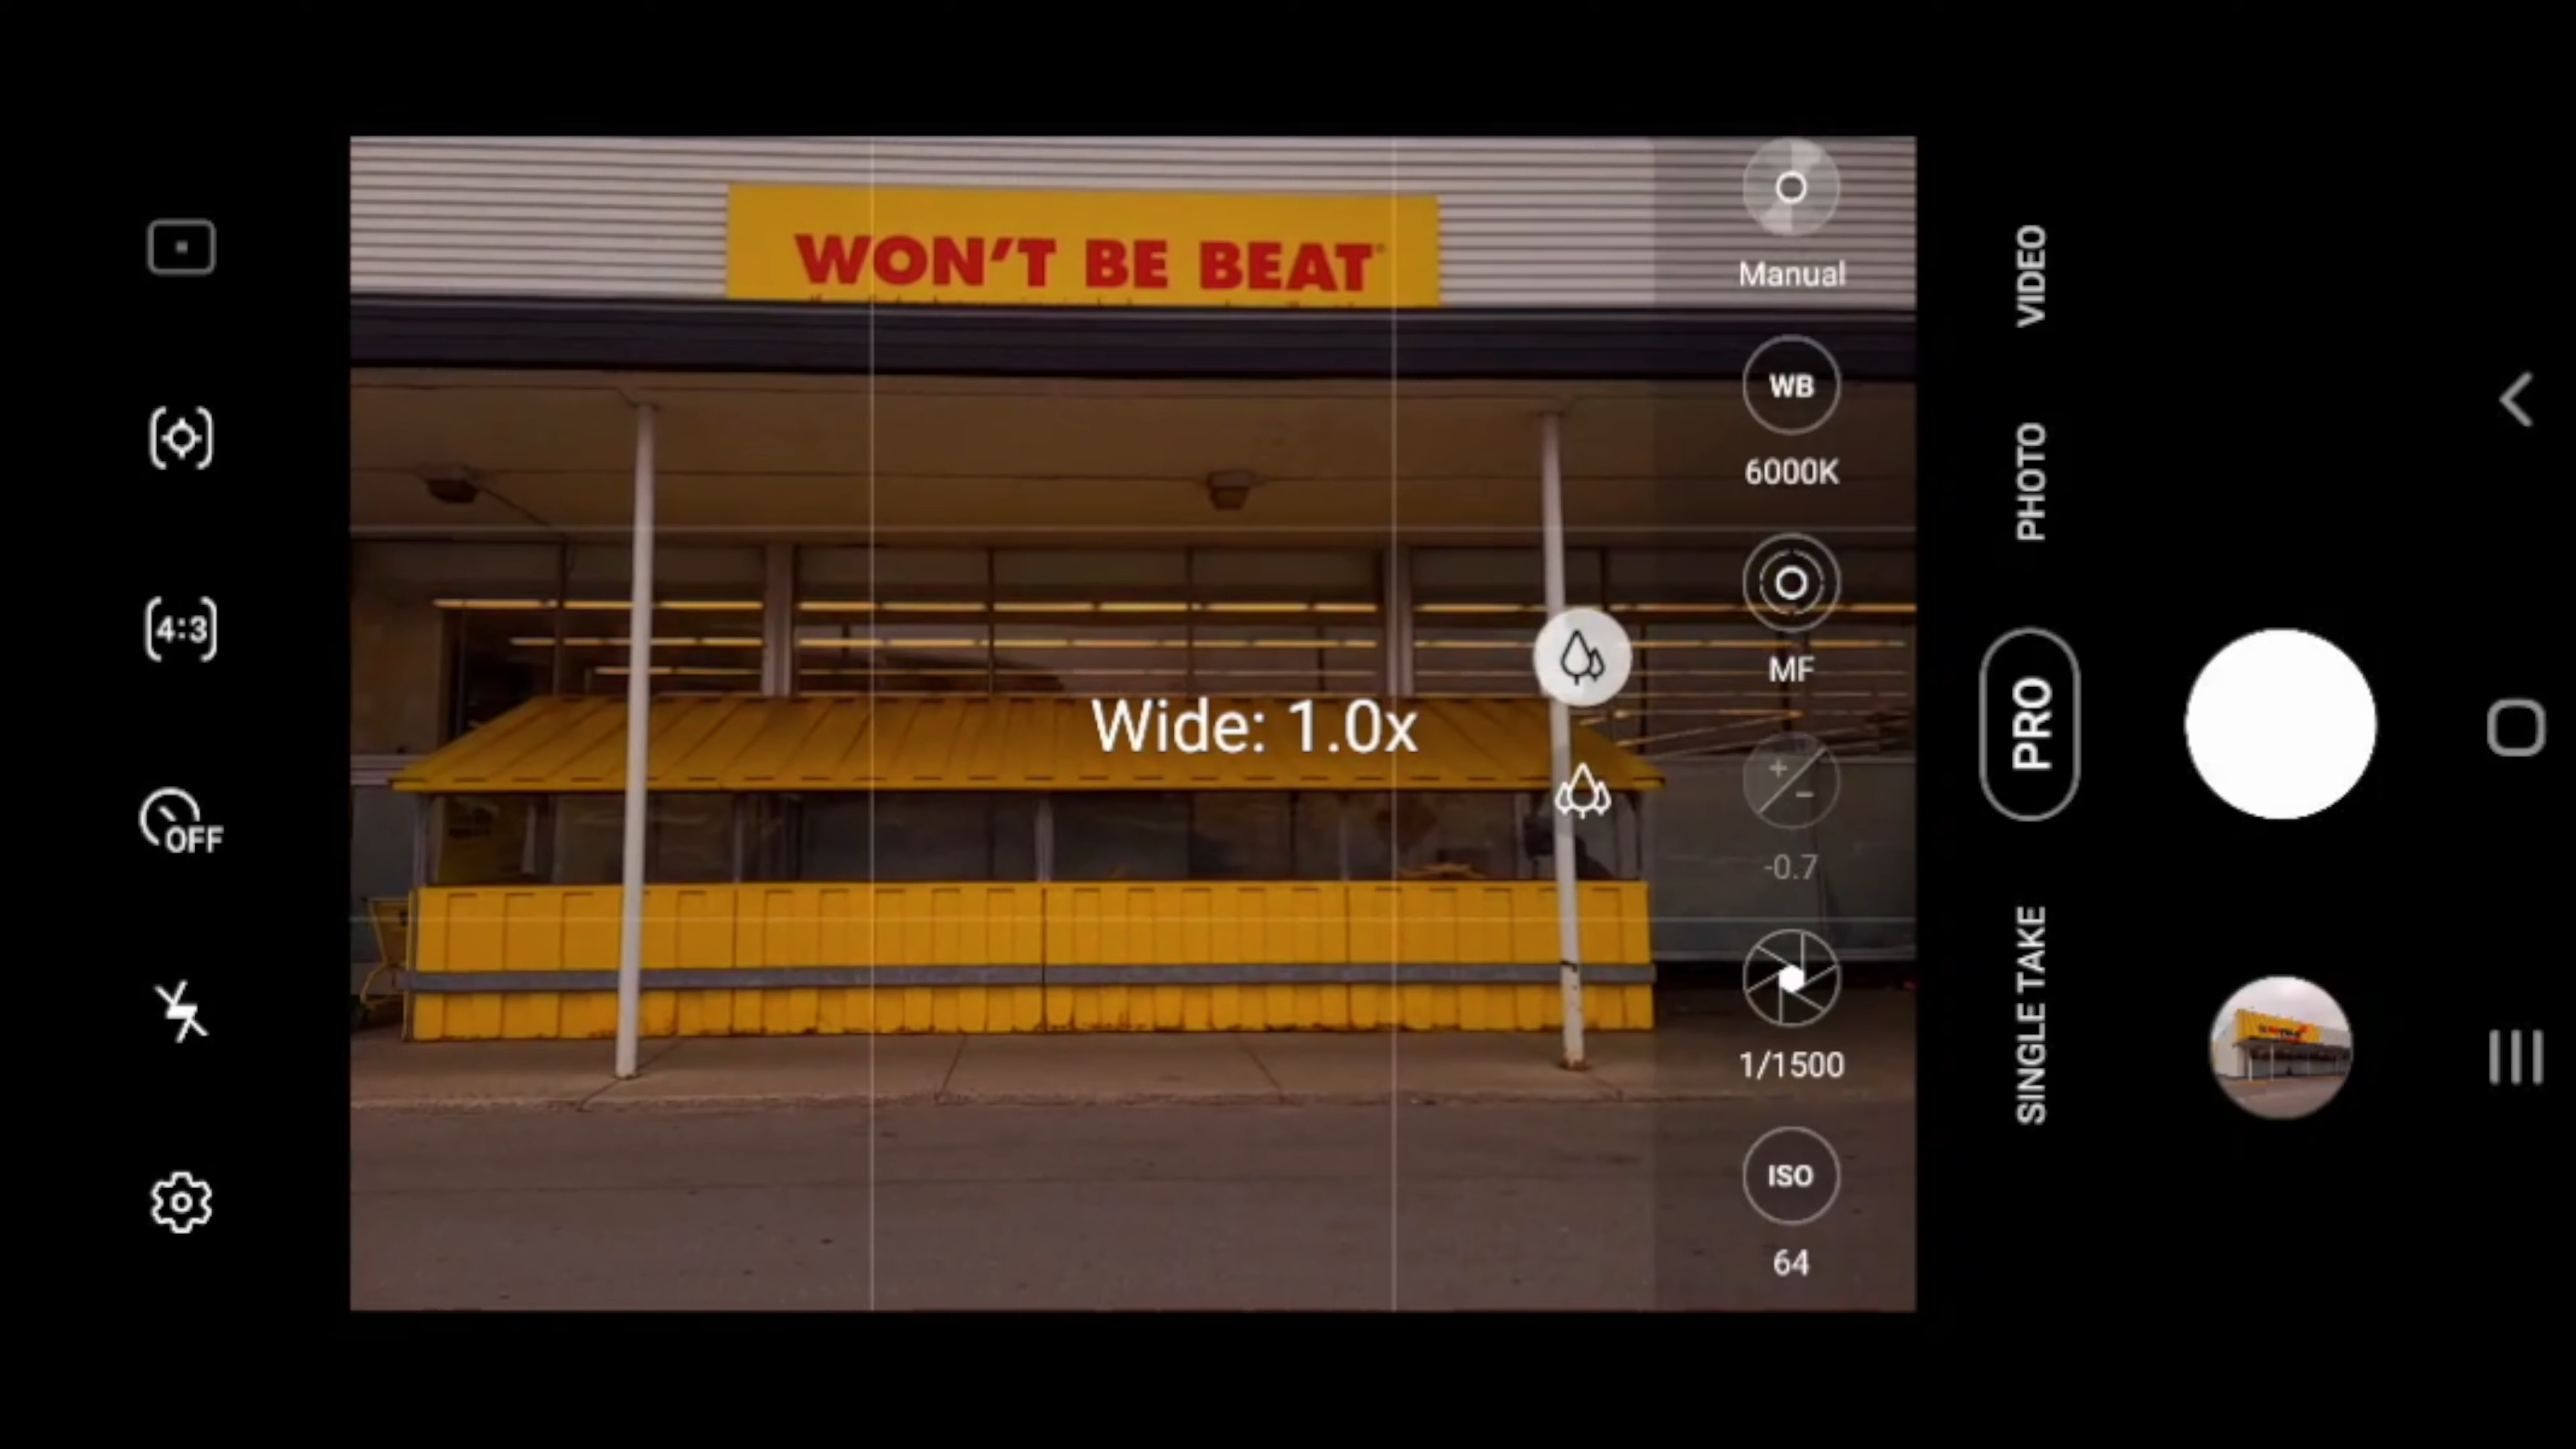 WON'T BE BEAT
Manual
WB
6000K
MF
-0.7
1/1500
ISO
64
Wide: 1.0x
4:3
OFF
VIDEO
PHOTO
PRO
SINGLE TAKE